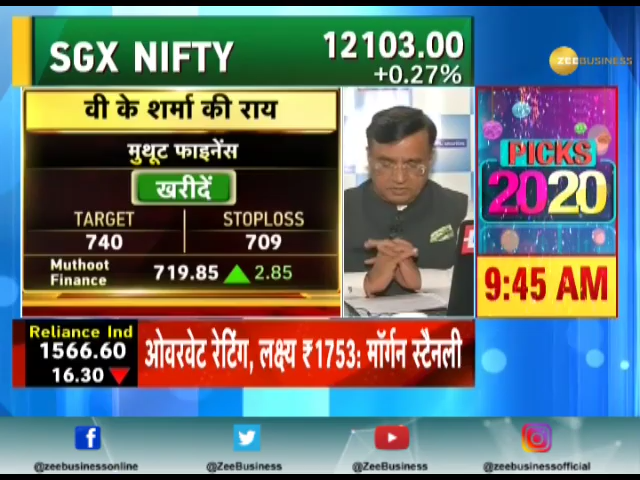 SGX NIFTY
12103.00
+0.27%
ZEEBUSINESS
वी के शर्मा की राय
मुथूट फाइनेंस
खरीदें
TARGET
STOPLOSS
740
709
Muthoot
Finance
719.85
2.85
PICKS
2020
9:45 AM
Reliance Ind
1566.60
16.30
ओवरवेट रेटिंग, लक्ष्य ₹1753: मॉर्गन स्टैनली
@zeebusinessonline
@ZeeBusiness
@ZeeBusiness
@zeebusinessofficial